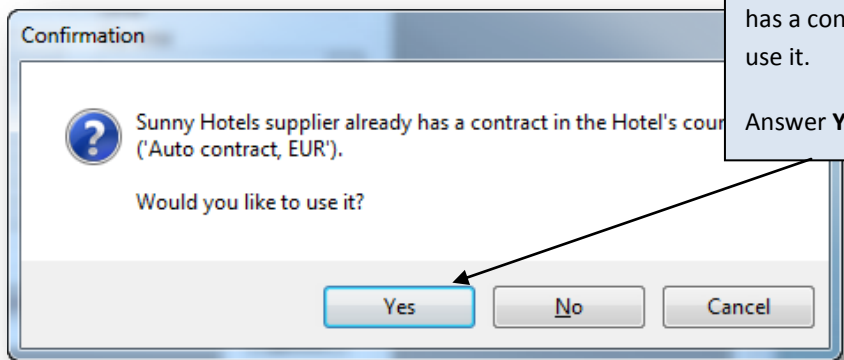 Confirmation
has a con
use it.
Sunny Hotels supplier already has a contract in the Hotel's cour
('Auto contract, EUR').
Answer Y
Would you like to use it?
Yes
No
Cancel